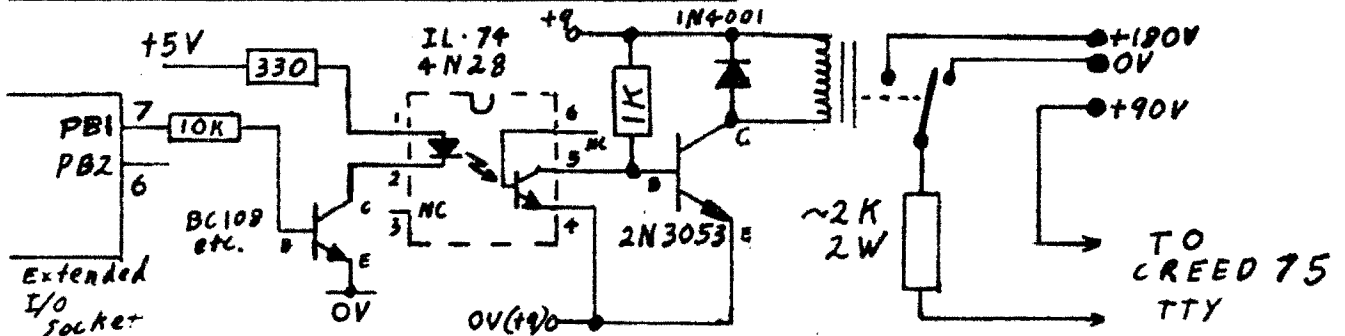 +5V
330
IL·74
4N28
+9
1N4001
+180V
0V
+90V
PB1
7
10K
PB2
6
1
2
3
NC
6
NC
5
4
1K
C
B
E
2N3053
BC108
etc.
B
C
E
0V
0V(+9)
~2K
2W
TO
CREED 75
TTY
Extended
I/O
Socket